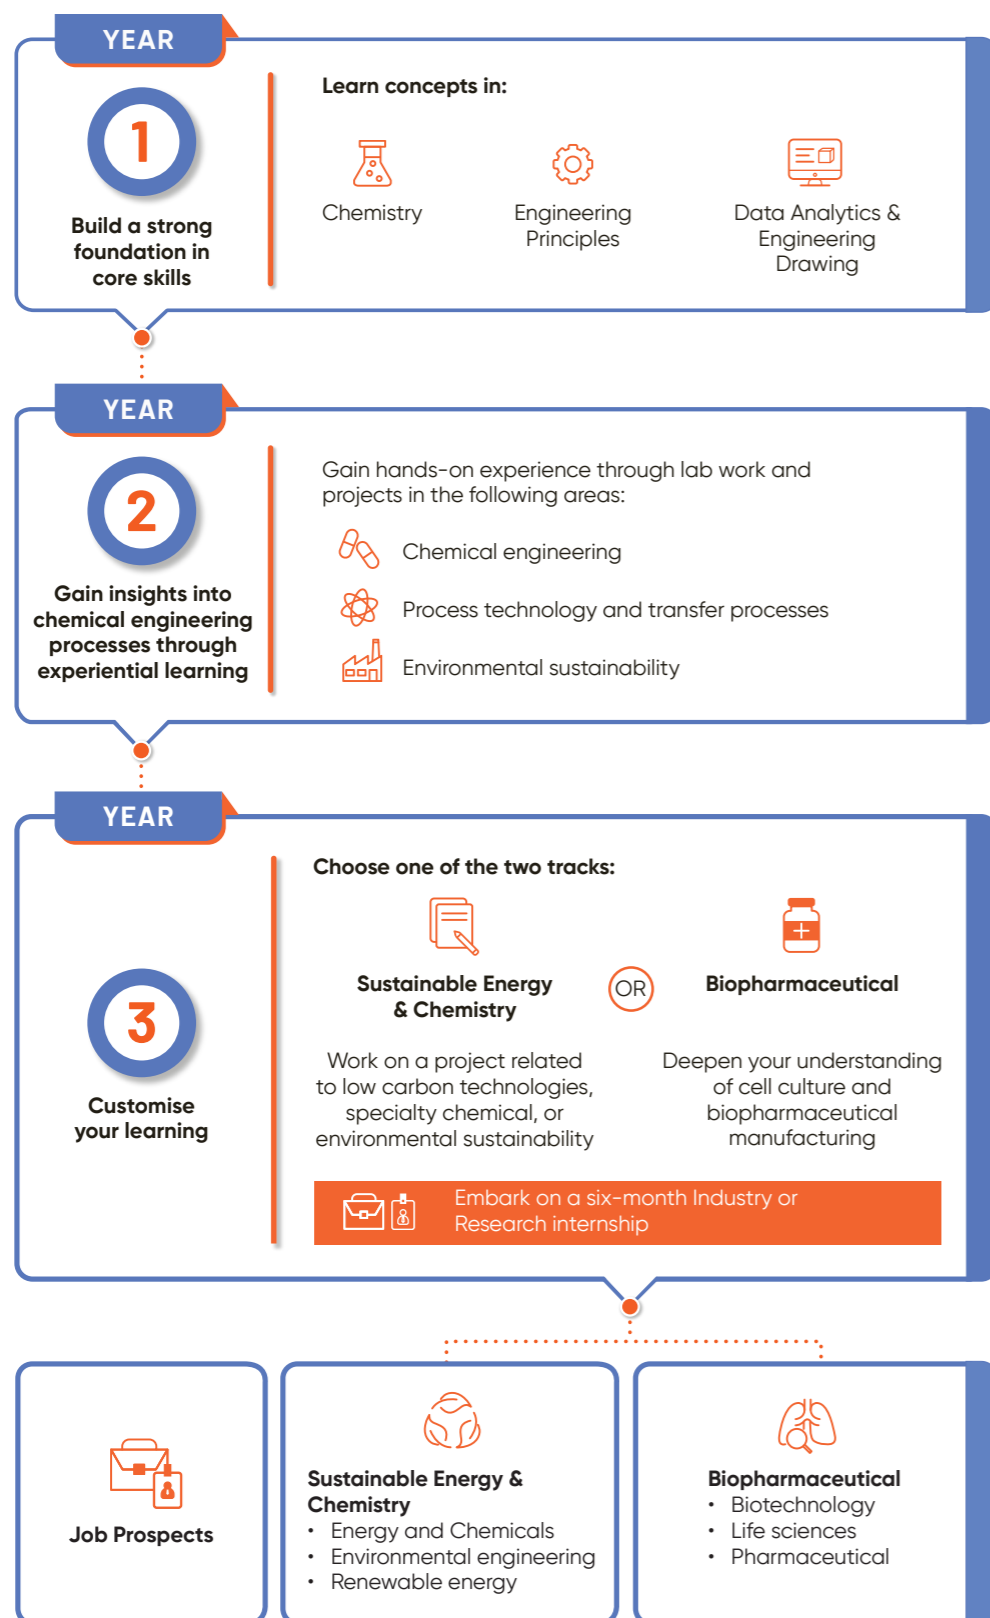 YEAR
1
Build a strong
foundation in
core skills
Learn concepts in:
Chemistry
Engineering
Principles
Data Analytics &
Engineering
Drawing
YEAR
2
Gain insights into
chemical engineering
processes through
experiential learning
Gain hands-on experience through lab work and
projects in the following areas:
Chemical engineering
Process technology and transfer processes
Environmental sustainability
YEAR
3
Customise
your learning
Choose one of the two tracks:
Sustainable Energy
& Chemistry
Work on a project related
to low carbon technologies,
specialty chemical, or
environmental sustainability
OR
Biopharmaceutical
Deepen your understanding
of cell culture and
biopharmaceutical
manufacturing
Embark on a six-month Industry or
Research internship
Job Prospects
Sustainable Energy &
Chemistry
• Energy and Chemicals
• Environmental engineering
• Renewable energy
Biopharmaceutical
• Biotechnology
• Life sciences
• Pharmaceutical